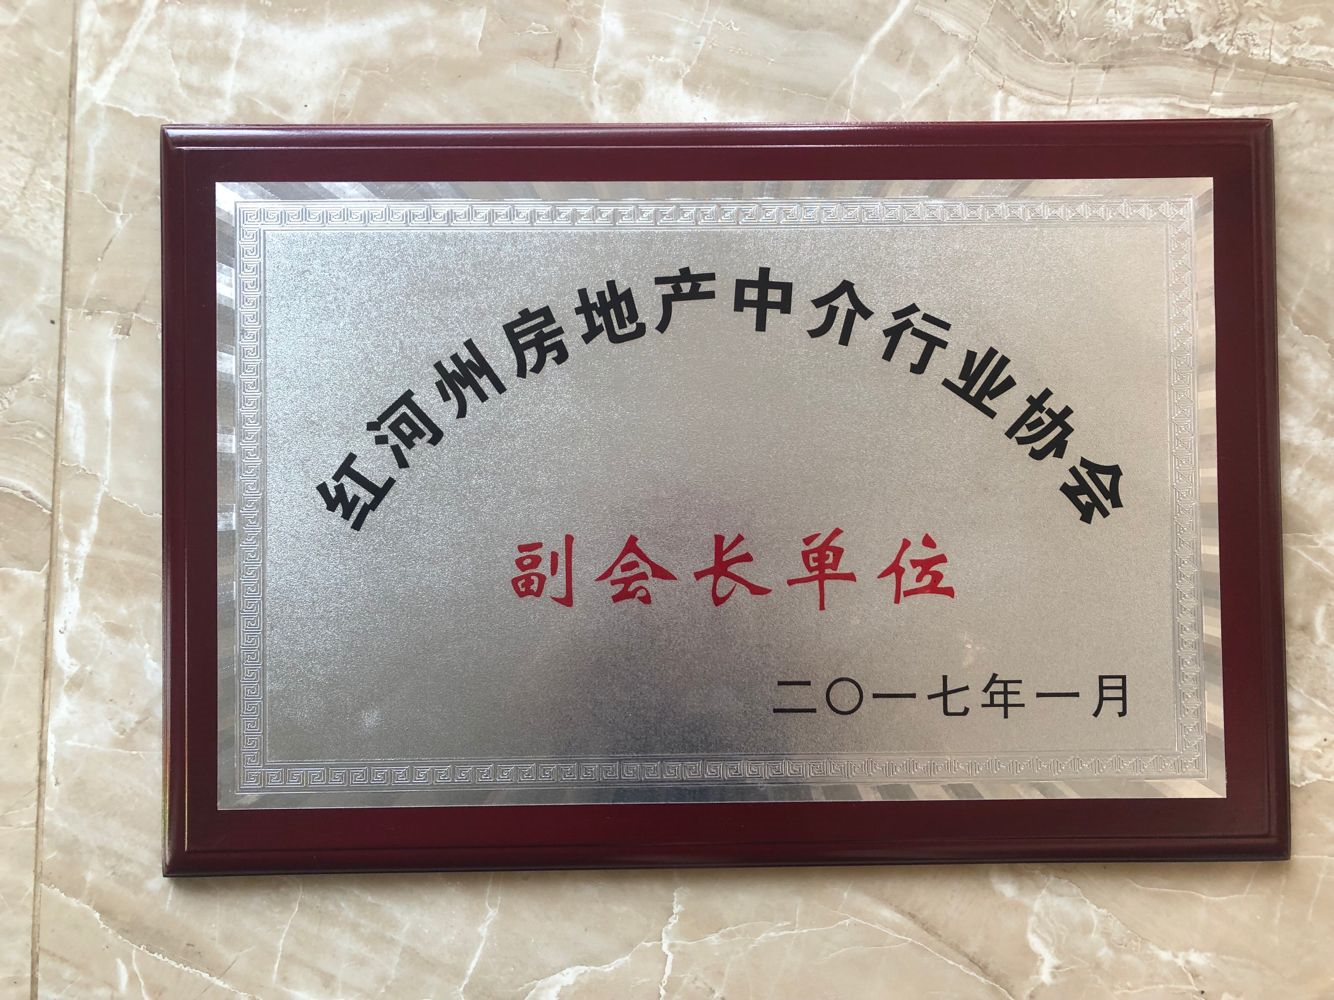 红河州房地产中介行业协会
副会长单位
二〇一七年一月